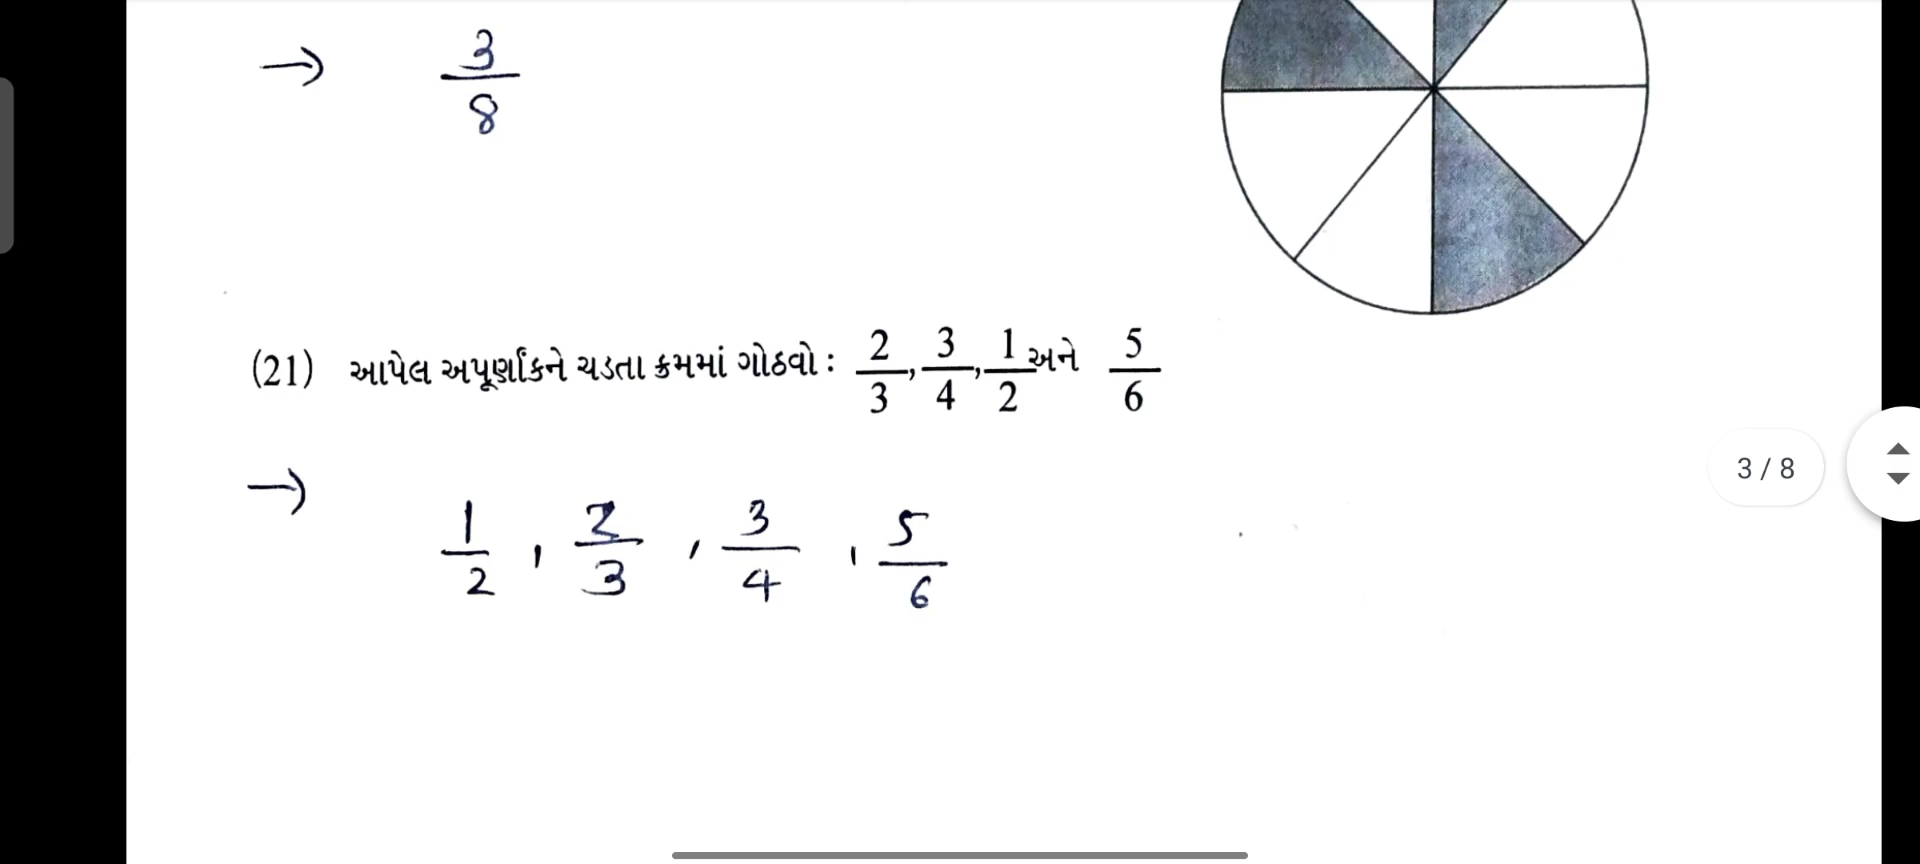 → 3/8
(21) આપેલ અપૂર્ણાંકને ચડતા ક્રમમાં ગોઠવો : 2/3, 3/4, 1/2 અને 5/6
3 / 8
→ 1/2, 2/3, 3/4, 5/6